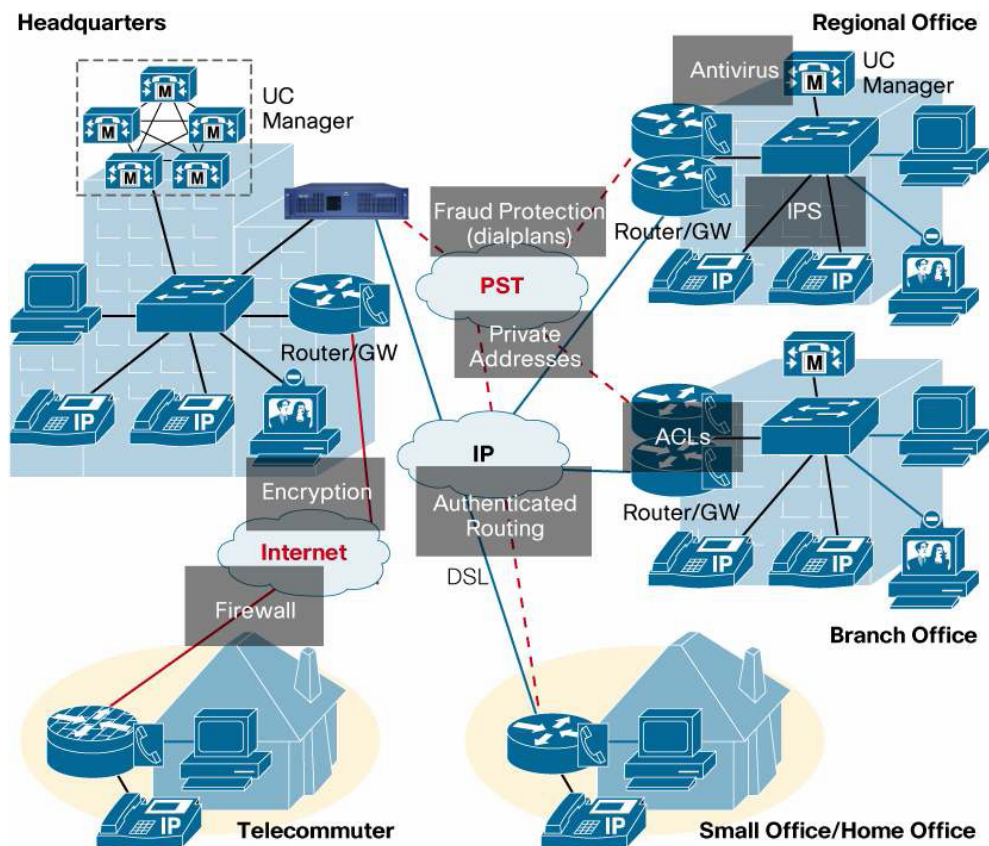 Headquarters
Regional Office
UC
Manager
M
M
M
M
M
Antivirus
UC
Manager
M
Fraud Protection
(dialplans)
Router/GW
IPS
IP
IP
PST
Private
Addresses
Router/GW
IP
IP
M
ACLs
IP
Authenticated
Routing
Router/GW
IP
IP
Encryption
Internet
DSL
Firewall
Branch Office
IP
Telecommuter
IP
Small Office/Home Office